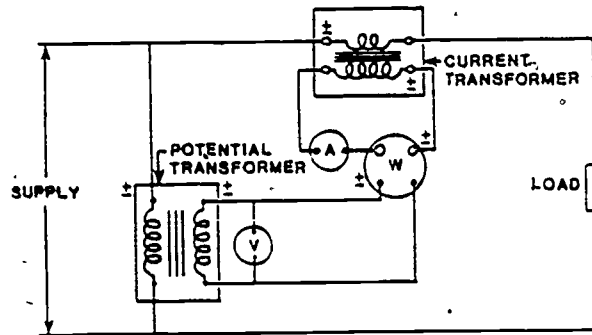 ±
CURRENT
TRANSFORMER
±
A
W
±
±
POTENTIAL
TRANSFORMER
±
±
SUPPLY
V
LOAD